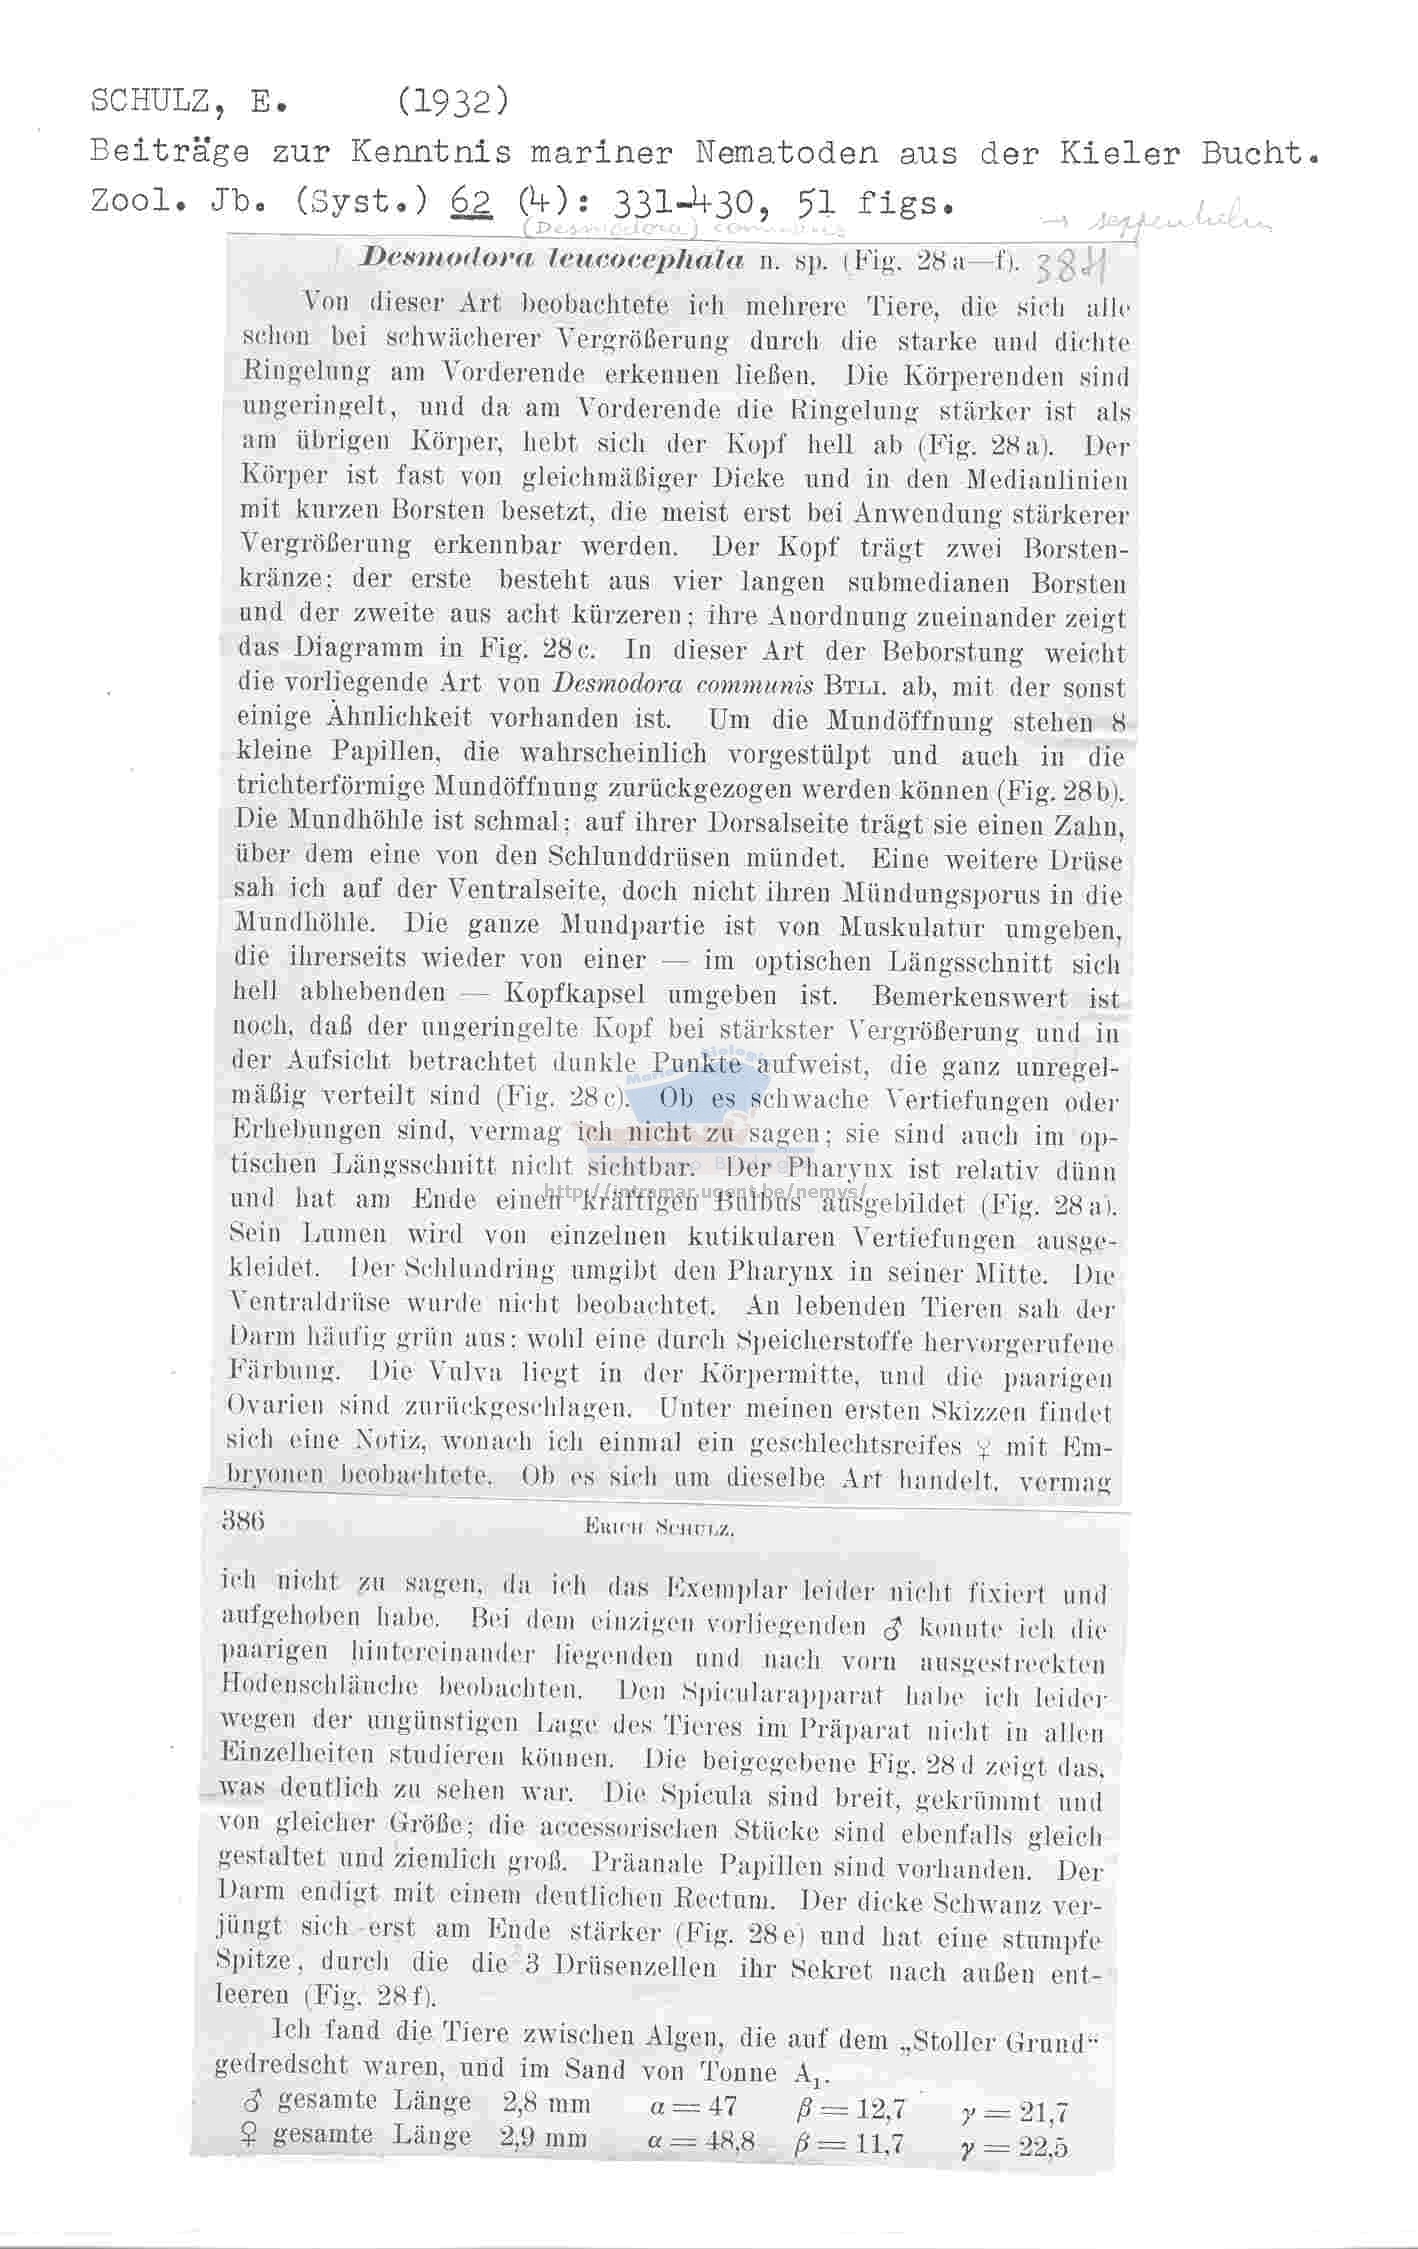 SCHULZ, E. (1932)
Beiträge zur Kenntnis mariner Nematoden aus der Kieler Bucht.
Zool. Jb. (Syst.) 62 (4): 331-430, 51 figs.
(Desmodora) communis
Desmodora leucocephala n. sp. (Fig. 28 a—f). 384
Von dieser Art beobachtete ich mehrere Tiere, die sich alle
schon bei schwächerer Vergrößerung durch die starke und dichte
Ringelung am Vorderende erkennen ließen. Die Körperenden sind
ungeringelt, und da am Vorderende die Ringelung stärker ist als
am übrigen Körper, hebt sich der Kopf hell ab (Fig. 28 a). Der
Körper ist fast von gleichmäßiger Dicke und in den Medianlinien
mit kurzen Borsten besetzt, die meist erst bei Anwendung stärkerer
Vergrößerung erkennbar werden. Der Kopf trägt zwei Borsten-
kränze; der erste besteht aus vier langen submedianen Borsten
und der zweite aus acht kürzeren; ihre Anordnung zueinander zeigt
das Diagramm in Fig. 28 c. In dieser Art der Beborstung weicht
die vorliegende Art von Desmodora communis BTLI. ab, mit der sonst
einige Ähnlichkeit vorhanden ist. Um die Mundöffnung stehen 8
kleine Papillen, die wahrscheinlich vorgestülpt und auch in die
trichterförmige Mundöffnung zurückgezogen werden können (Fig. 28 b).
Die Mundhöhle ist schmal; auf ihrer Dorsalseite trägt sie einen Zahn,
über dem eine von den Schlunddrüsen mündet. Eine weitere Drüse
sah ich auf der Ventralseite, doch nicht ihren Mündungsporus in die
Mundhöhle. Die ganze Mundpartie ist von Muskulatur umgeben,
die ihrerseits wieder von einer — im optischen Längsschnitt sich
hell abhebenden — Kopfkapsel umgeben ist. Bemerkenswert ist
noch, daß der ungeringelte Kopf bei stärkster Vergrößerung und in
der Aufsicht betrachtet dunkle Punkte aufweist, die ganz unregel-
mäßig verteilt sind (Fig. 28 c). Ob es schwache Vertiefungen oder
Erhebungen sind, vermag ich nicht zu sagen; sie sind auch im op-
tischen Längsschnitt nicht sichtbar. Der Pharynx ist relativ dünn
http://intramar.ugent.be/nemys/
und hat am Ende einen kräftigen Bulbus ausgebildet (Fig. 28 a).
Sein Lumen wird von einzelnen kutikularen Vertiefungen ausge-
kleidet. Der Schlundring umgibt den Pharynx in seiner Mitte. Die
Ventraldrüse wurde nicht beobachtet. An lebenden Tieren sah der
Darm häufig grün aus; wohl eine durch Speicherstoffe hervorgerufene
Färbung. Die Vulva liegt in der Körpermitte, und die paarigen
Ovarien sind zurückgeschlagen. Unter meinen ersten Skizzen findet
sich eine Notiz, wonach ich einmal ein geschlechtsreifes ♀ mit Em-
bryonen beobachtete. Ob es sich um dieselbe Art handelt, vermag
386 ERICH SCHULZ,
ich nicht zu sagen, da ich das Exemplar leider nicht fixiert und
aufgehoben habe. Bei dem einzigen vorliegenden ♂ konnte ich die
paarigen hintereinander liegenden und nach vorn ausgestreckten
Hodenschläuche beobachten. Den Spicularapparat habe ich leider
wegen der ungünstigen Lage des Tieres im Präparat nicht in allen
Einzelheiten studieren können. Die beigegebene Fig. 28 d zeigt das,
was deutlich zu sehen war. Die Spicula sind breit, gekrümmt und
von gleicher Größe; die accessorischen Stücke sind ebenfalls gleich
gestaltet und ziemlich groß. Präanale Papillen sind vorhanden. Der
Darm endigt mit einem deutlichen Rectum. Der dicke Schwanz ver-
jüngt sich erst am Ende stärker (Fig. 28 e) und hat eine stumpfe
Spitze, durch die die 3 Drüsenzellen ihr Sekret nach außen ent-
leeren (Fig. 28 f).
Ich fand die Tiere zwischen Algen, die auf dem „Stoller Grund“
gedredscht waren, und im Sand von Tonne A₁.
♂ gesamte Länge 2,8 mm α = 47 β = 12,7 γ = 21,7
♀ gesamte Länge 2,9 mm α = 48,8 β = 11,7 γ = 22,5